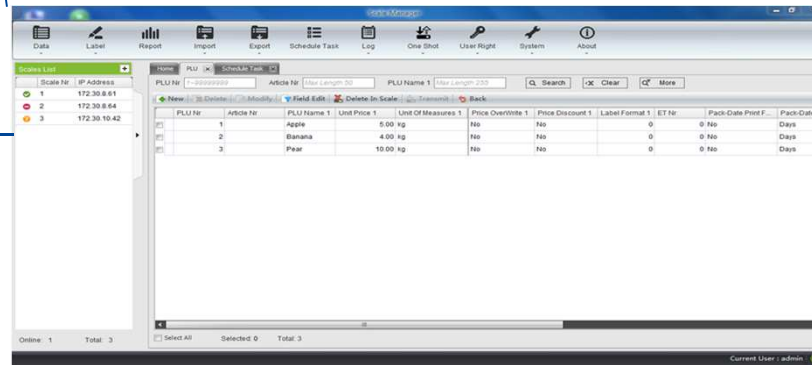 Scale Manager
Data Label Report Import Export Schedule Task Log One Shot User Right System About
Scales List
Home PLU Schedule Task
PLU Nr 1~99999999 Article Nr Max Length 50 PLU Name 1 Max Length 250 Search Clear More
New Delete Modify Field Edit Delete In Scale Transmit Back
Scale Nr IP Address
1 172.30.8.61
2 172.30.8.64
3 172.30.10.42
PLU Nr Article Nr PLU Name 1 Unit Price 1 Unit Of Measures 1 Price OverWrite 1 Price Discount 1 Label Format 1 ET Nr Pack-Date Print F... Pack-Date
1 Apple 5.00 kg No No 0 0 No Days
2 Banana 4.00 kg No No 0 0 No Days
3 Pear 10.00 kg No No 0 0 No Days
Select All Selected: 0 Total: 3
Online: 1 Total: 3
Current User : admin